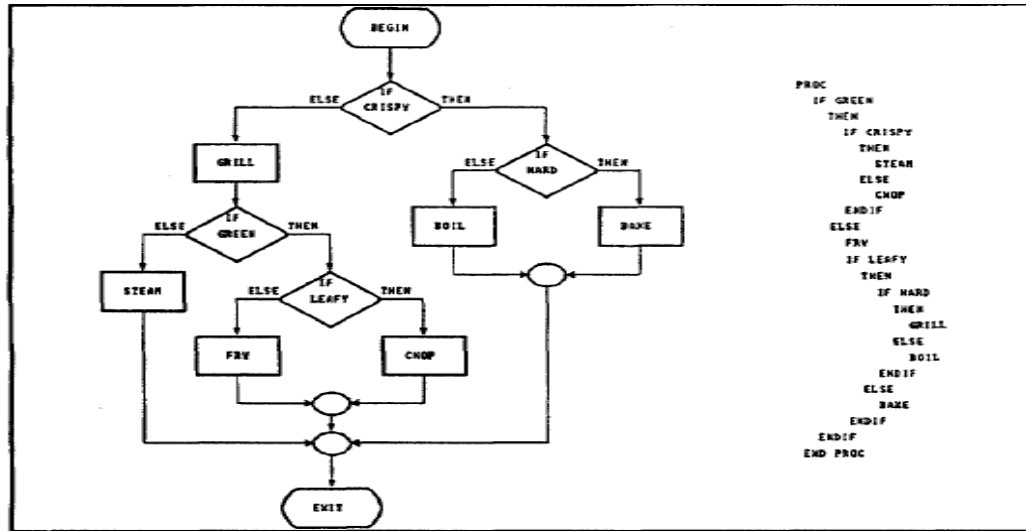 BEGIN
IF
CRISPY
ELSE
THEN
GRILL
IF
HARD
ELSE
THEN
BOIL
BAKE
IF
GREEN
ELSE
THEN
STEAM
IF
LEAFY
ELSE
THEN
FRY
CHOP
EXIT
PROC
IF GREEN
THEN
IF CRISPY
THEN
STEAM
ELSE
CHOP
ENDIF
ELSE
FRY
IF LEAFY
THEN
IF HARD
THEN
GRILL
ELSE
BOIL
ENDIF
ELSE
BAKE
ENDIF
ENDIF
END PROC